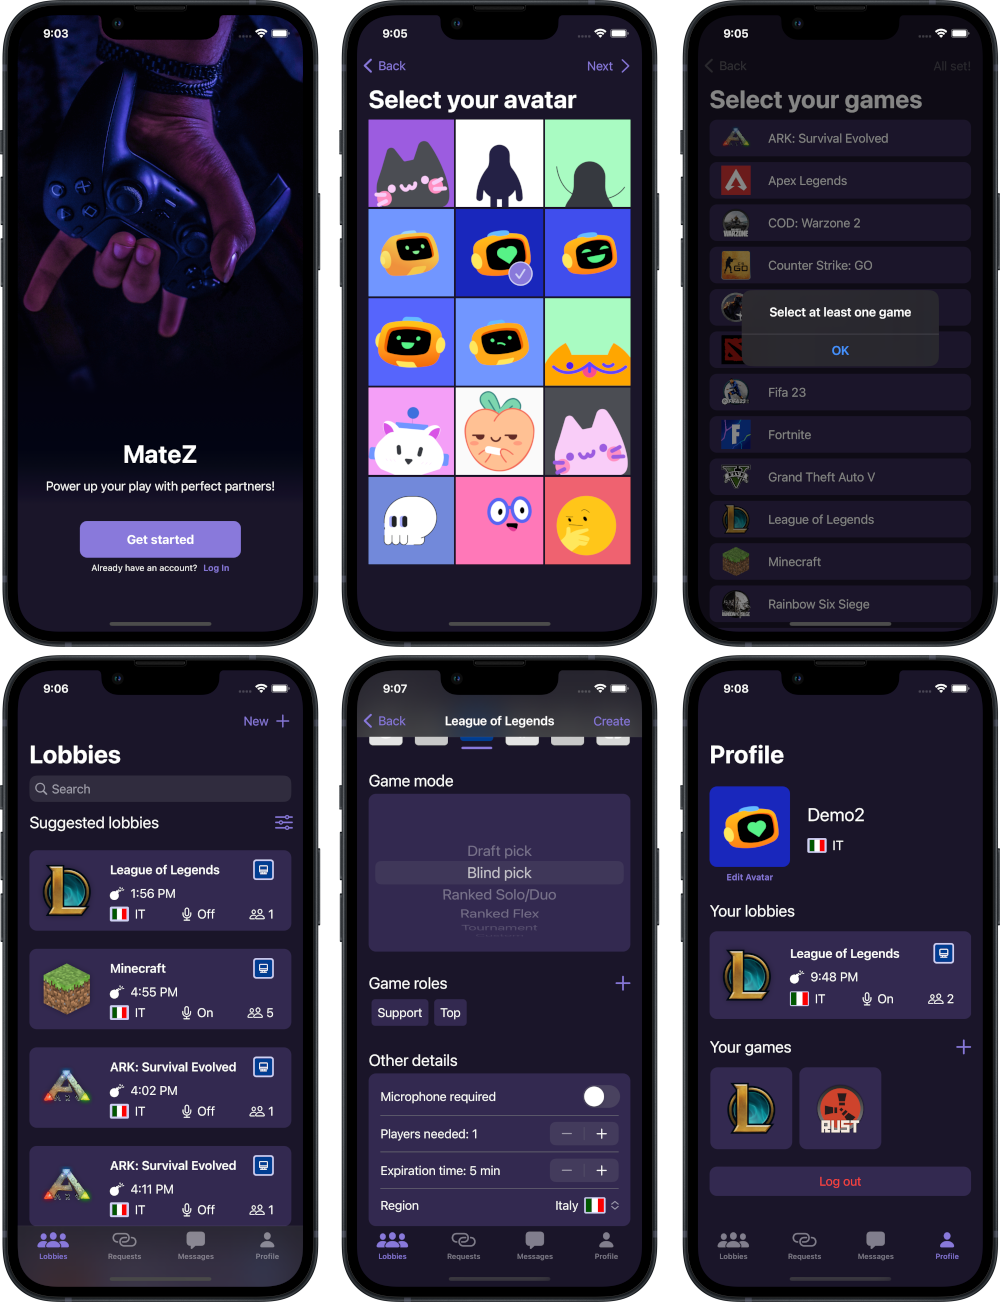 9:03
MateZ
Power up your play with perfect partners!
Get started
Already have an account? Log In
9:05
Back
Next
Select your avatar
9:05
Back
All set!
Select your games
ARK: Survival Evolved
Apex Legends
COD: Warzone 2
WARZONE
Counter Strike: GO
GO
Select at least one game
OK
Fifa 23
Fortnite
F
Grand Theft Auto V
V
League of Legends
L
Minecraft
Rainbow Six Siege
9:06
New
Lobbies
Search
Suggested lobbies
League of Legends
1:56 PM
IT
Off
1
Minecraft
4:55 PM
IT
On
5
ARK: Survival Evolved
4:02 PM
IT
Off
1
ARK: Survival Evolved
4:11 PM
IT
Off
1
Lobbies
Requests
Messages
Profile
9:07
Back
League of Legends
Create
Game mode
Draft pick
Blind pick
Ranked Solo/Duo
Ranked Flex
Tournament
Game roles
Support
Top
Other details
Microphone required
Players needed: 1
Expiration time: 5 min
Region
Italy
Lobbies
Requests
Messages
Profile
9:08
Profile
Demo2
IT
Edit Avatar
Your lobbies
League of Legends
9:48 PM
IT
On
2
Your games
L
RUST
Log out
Lobbies
Requests
Messages
Profile